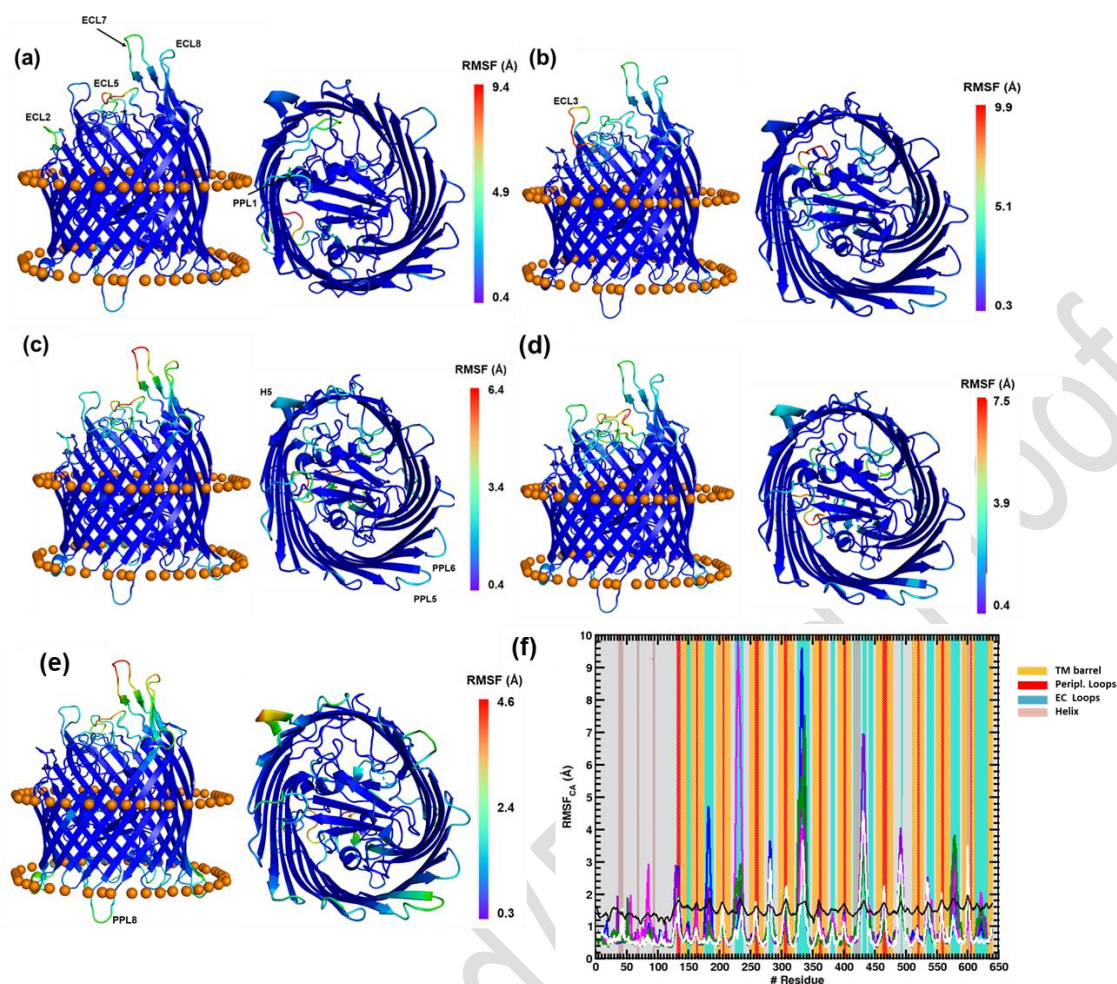 (a)
ECL7
ECL8
ECL5
ECL2
PPL1
RMSF (Å)
9.4
4.9
0.4
(b)
ECL3
RMSF (Å)
9.9
5.1
0.3
(c)
H5
PPL6
PPL5
RMSF (Å)
6.4
3.4
0.4
(d)
RMSF (Å)
7.5
3.9
0.4
(e)
PPL8
RMSF (Å)
4.6
2.4
0.3
(f)
RMSF_CA (Å)
10
9
8
7
6
5
4
3
2
1
0
0 50 100 150 200 250 300 350 400 450 500 550 600 650
# Residue
TM barrel
Peripl. Loops
EC Loops
Helix